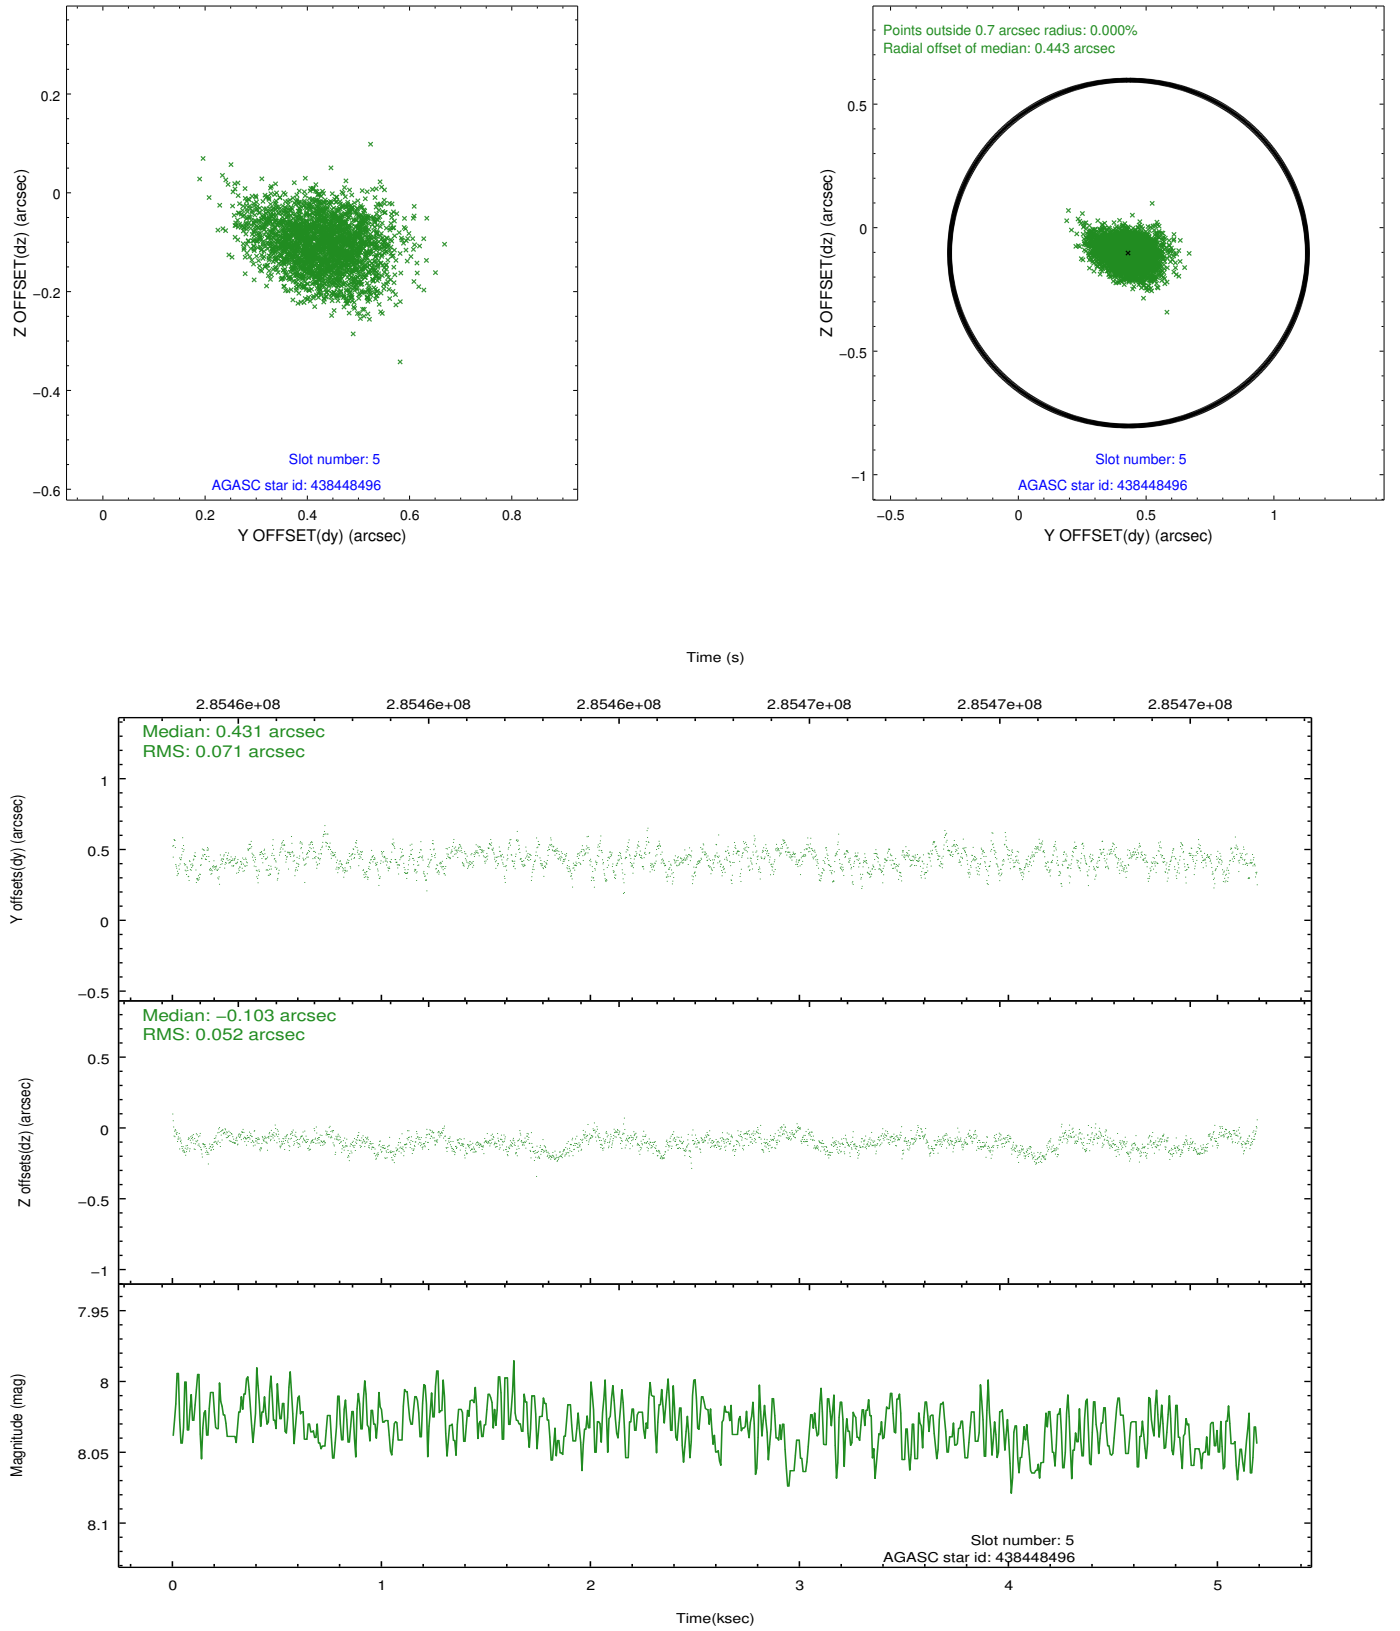 0.2
0
−0.2
−0.4
−0.6
Z OFFSET(dz) (arcsec)
Slot number: 5
AGASC star id: 438448496
0
0.2
0.4
0.6
0.8
Y OFFSET(dy) (arcsec)
Points outside 0.7 arcsec radius: 0.000%
Radial offset of median: 0.443 arcsec
0.5
0
−0.5
−1
Z OFFSET(dz) (arcsec)
Slot number: 5
AGASC star id: 438448496
−0.5
0
0.5
1
Y OFFSET(dy) (arcsec)
Time (s)
2.8546e+08
2.8546e+08
2.8546e+08
2.8547e+08
2.8547e+08
2.8547e+08
Median: 0.431 arcsec
RMS: 0.071 arcsec
1
0.5
0
−0.5
Y offsets(dy) (arcsec)
Median: −0.103 arcsec
RMS: 0.052 arcsec
0.5
0
−0.5
−1
Z offsets(dz) (arcsec)
7.95
8
8.05
8.1
Magnitude (mag)
Slot number: 5
AGASC star id: 438448496
0
1
2
3
4
5
Time(ksec)